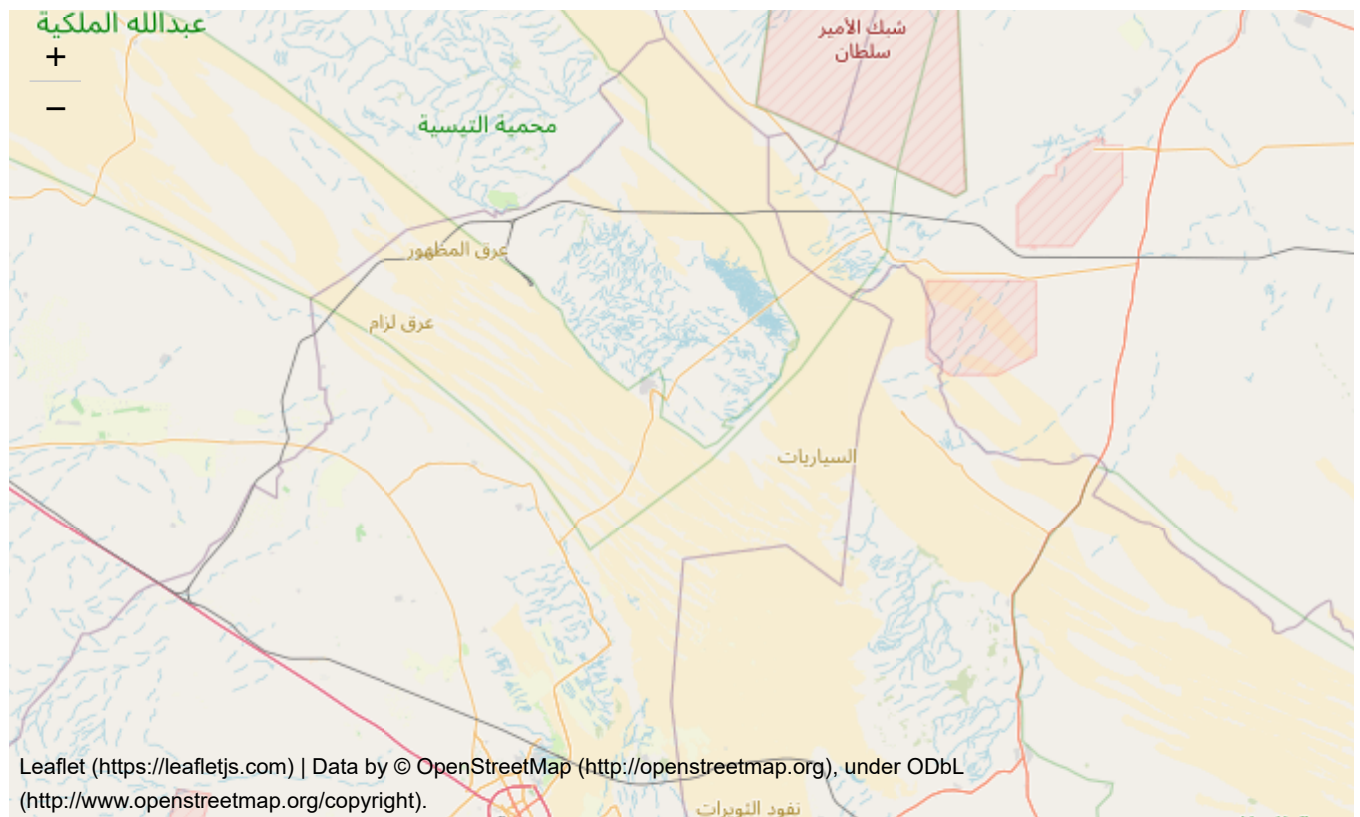 عبدالله الملكية
شبك الأمير
سلطان
+
−
محمية التيسية
عرق المظهور
عرق لزام
السياريات
Leaflet (https://leafletjs.com) | Data by © OpenStreetMap (http://openstreetmap.org), under ODbL
(http://www.openstreetmap.org/copyright).
نفود الثويرات